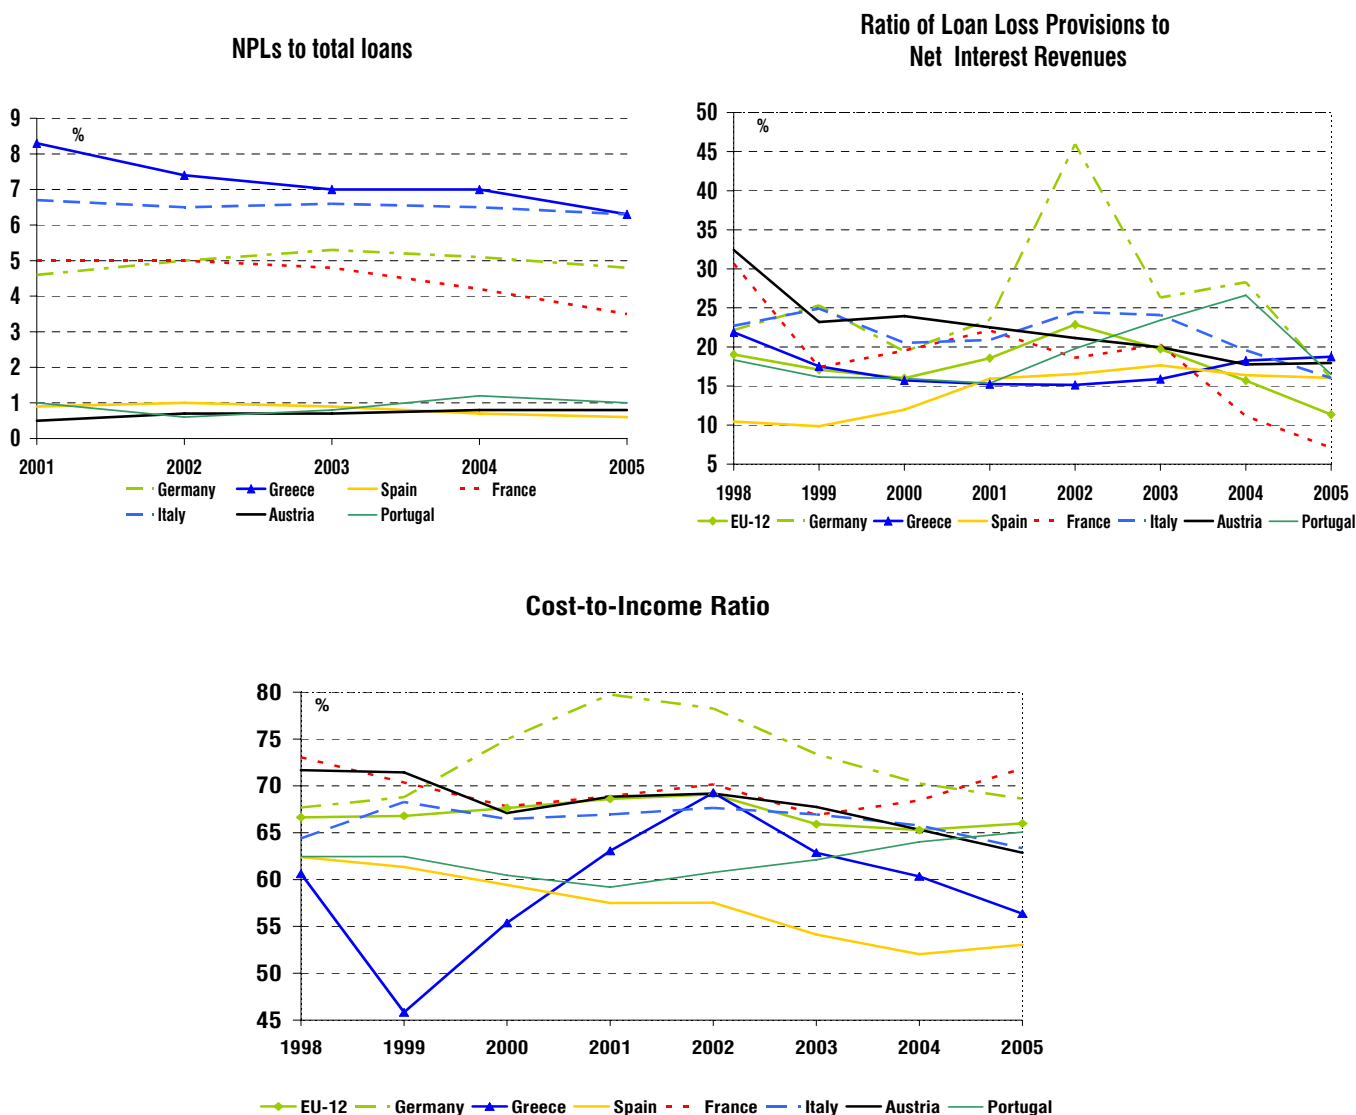 NPLs to total loans
%
9
8
7
6
5
4
3
2
1
0
2001 2002 2003 2004 2005
Germany Greece Spain France
Italy Austria Portugal
Ratio of Loan Loss Provisions to
Net Interest Revenues
%
50
45
40
35
30
25
20
15
10
5
1998 1999 2000 2001 2002 2003 2004 2005
EU-12 Germany Greece Spain France Italy Austria Portugal
Cost-to-Income Ratio
%
80
75
70
65
60
55
50
45
1998 1999 2000 2001 2002 2003 2004 2005
EU-12 Germany Greece Spain France Italy Austria Portugal